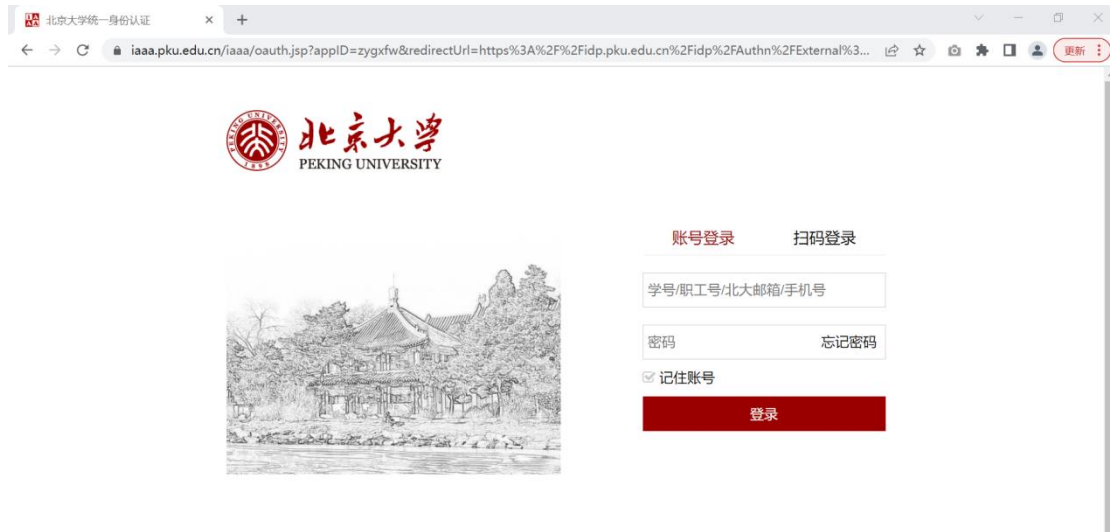 北京大学统一身份认证
iaaa.pku.edu.cn/iaaa/oauth.jsp?appID=zygxfw&redirectUrl=https%3A%2F%2Fidp.pku.edu.cn%2Fidp%2FAuthn%2FExternal%3...
更新
北京大学
PEKING UNIVERSITY
PEKING UNIVERSITY
1898
账号登录 扫码登录
学号/职工号/北大邮箱/手机号
密码 忘记密码
记住账号
登录